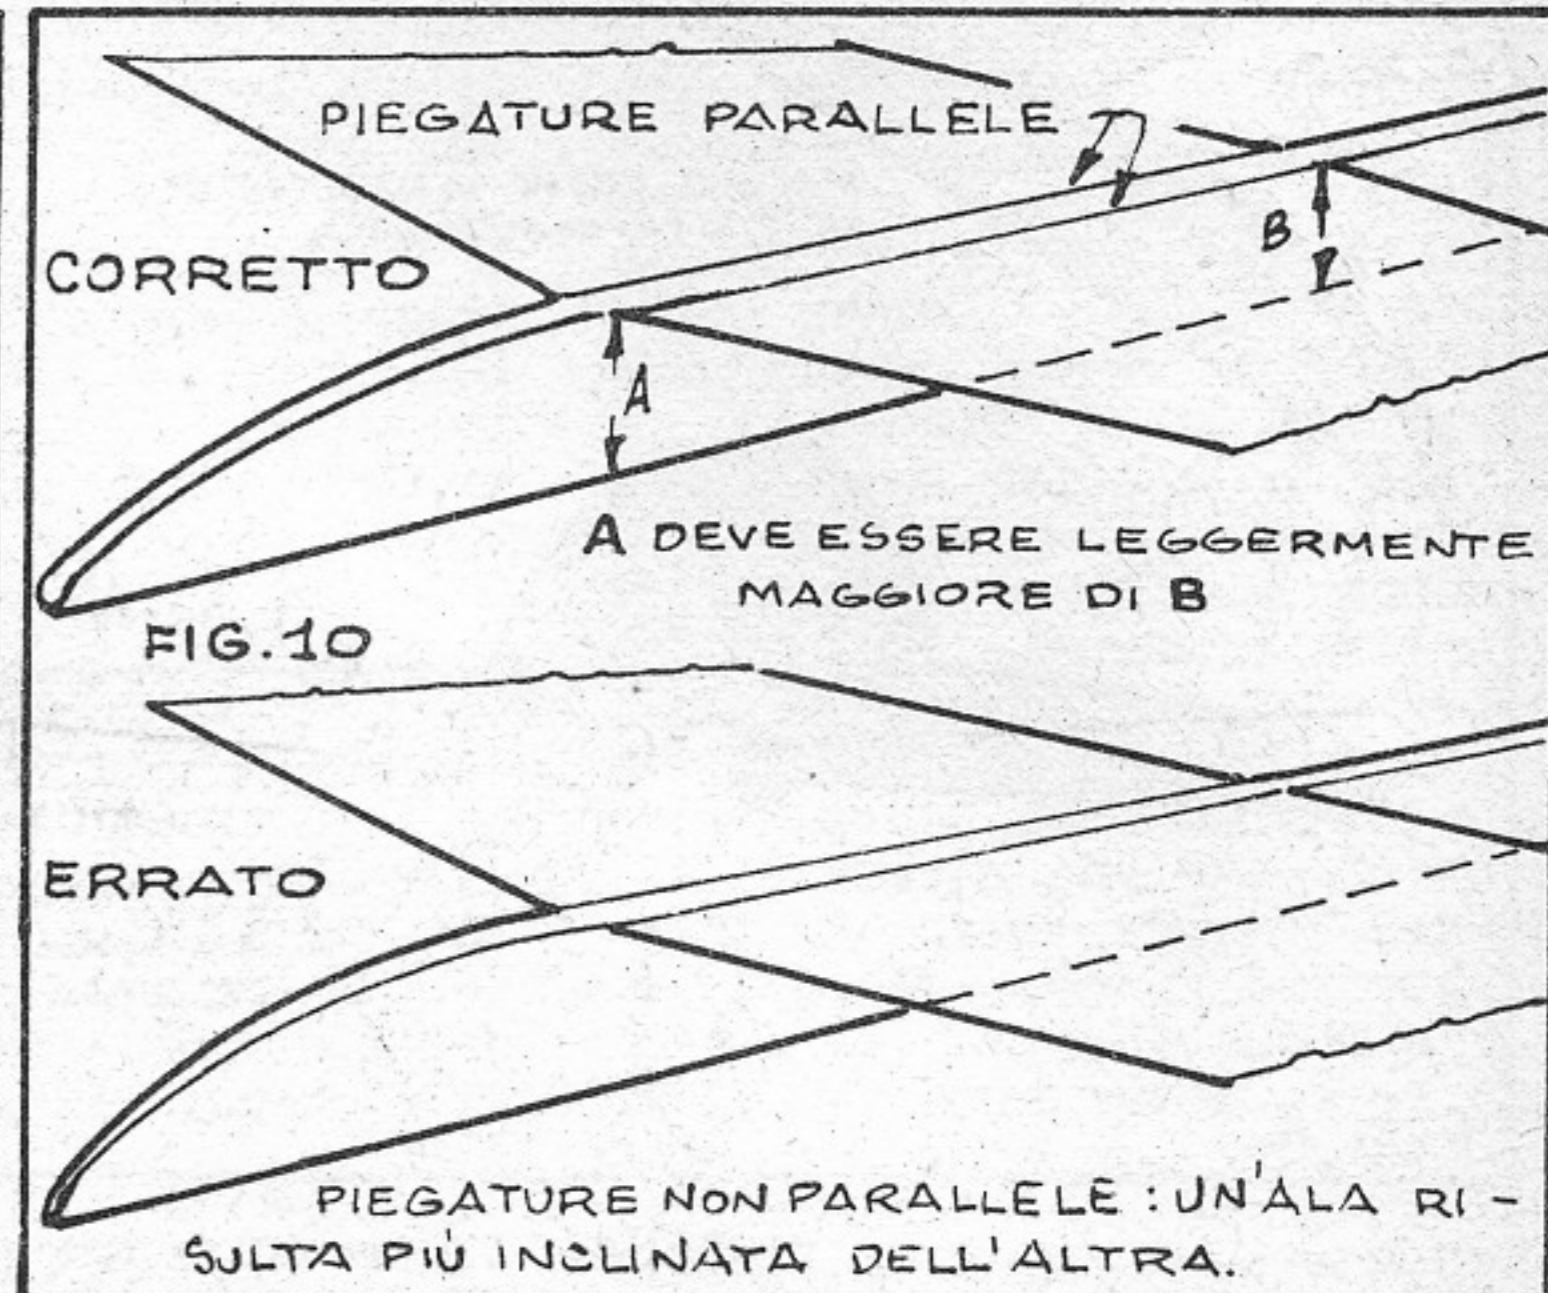 PIEGATURE PARALLELE
CORRETTO
B
A
A DEVE ESSERE LEGGERMENTE
MAGGIORE DI B
FIG.10
ERRATO
PIEGATURE NON PARALLELE : UN'ALA RI-
SULTA PIÙ INCLINATA DELL'ALTRA.